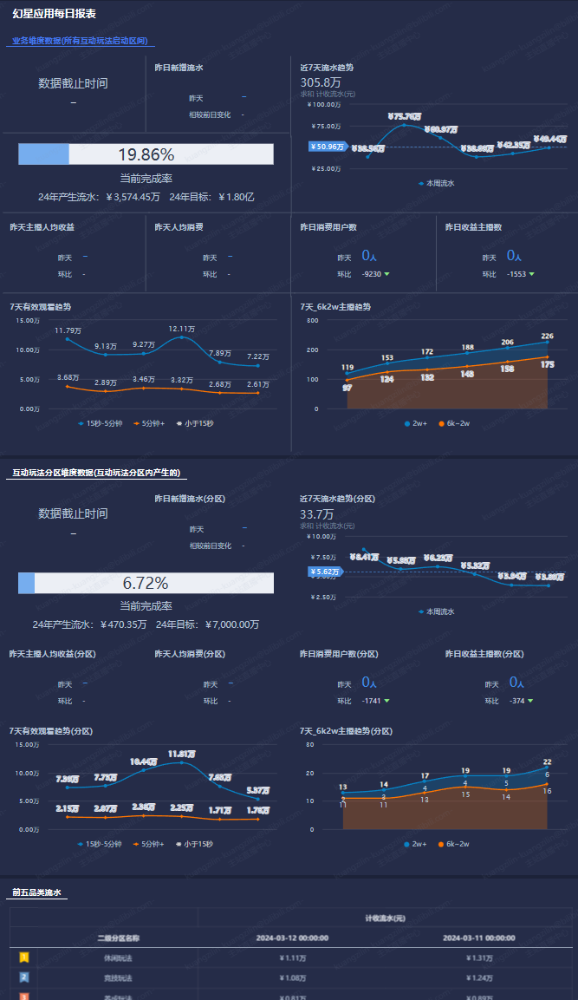 幻星应用每日报表
业务维度数据(所有互动玩法启动区间)
数据截止时间
–
昨日新增流水
昨天 –
相较前日变化 -
近7天流水趋势
305.8万
求和 计收流水(元)
¥100.00万
¥75.00万
¥50.96万
¥25.00万
¥75.76万
¥60.97万
¥42.35万
¥49.44万
本周流水
19.86%
当前完成率
24年产生流水: ¥3,574.45万 24年目标: ¥1.80亿
昨天主播人均收益
昨天 –
环比 -
昨天人均消费
昨天 –
环比 -
昨日消费用户数
昨天 0人
环比 -9230
昨日收益主播数
昨天 0人
环比 -1553
7天有效观看趋势
15.00万
10.00万
5.00万
0.00万
11.79万
9.13万
9.27万
12.11万
7.89万
7.22万
3.68万
2.89万
3.46万
3.32万
2.68万
2.61万
15秒-5分钟 5分钟+ 小于15秒
7天_6k2w主播趋势
300
200
100
0
119
153
172
188
206
226
97
124
132
143
158
175
2w+ 6k~2w
互动玩法分区维度数据(互动玩法分区内产生的)
数据截止时间
–
昨日新增流水(分区)
昨天 –
相较前日变化 -
近7天流水趋势(分区)
33.7万
求和 计收流水(元)
¥10.00万
¥7.50万
¥5.62万
¥5.00万
¥2.50万
¥8.41万
¥5.98万
¥6.28万
¥5.32万
¥3.94万
本周流水
6.72%
当前完成率
24年产生流水: ¥470.35万 24年目标: ¥7,000.00万
昨天主播人均收益(分区)
昨天 –
环比 -
昨天人均消费(分区)
昨天 –
环比 -
昨日消费用户数(分区)
昨天 0人
环比 -1741
昨日收益主播数(分区)
昨天 0人
环比 -374
7天有效观看趋势(分区)
15.00万
10.00万
5.00万
0.00万
7.39万
7.73万
10.44万
11.81万
7.63万
5.37万
2.15万
2.07万
2.38万
2.25万
1.71万
1.76万
15秒-5分钟 5分钟+ 小于15秒
7天_6k2w主播趋势(分区)
80
20
10
0
13
14
17
19
19
22
2
3
4
4
5
6
11
11
13
15
14
16
2w+ 6k~2w
前五品类流水
计收流水(元)
二级分区名称 2024-03-12 00:00:00 2024-03-11 00:00:00
1 休闲玩法 ¥1.11万 ¥1.31万
2 竞技玩法 ¥1.08万 ¥1.24万
3 养成玩法 ¥0.81万 ¥0.89万